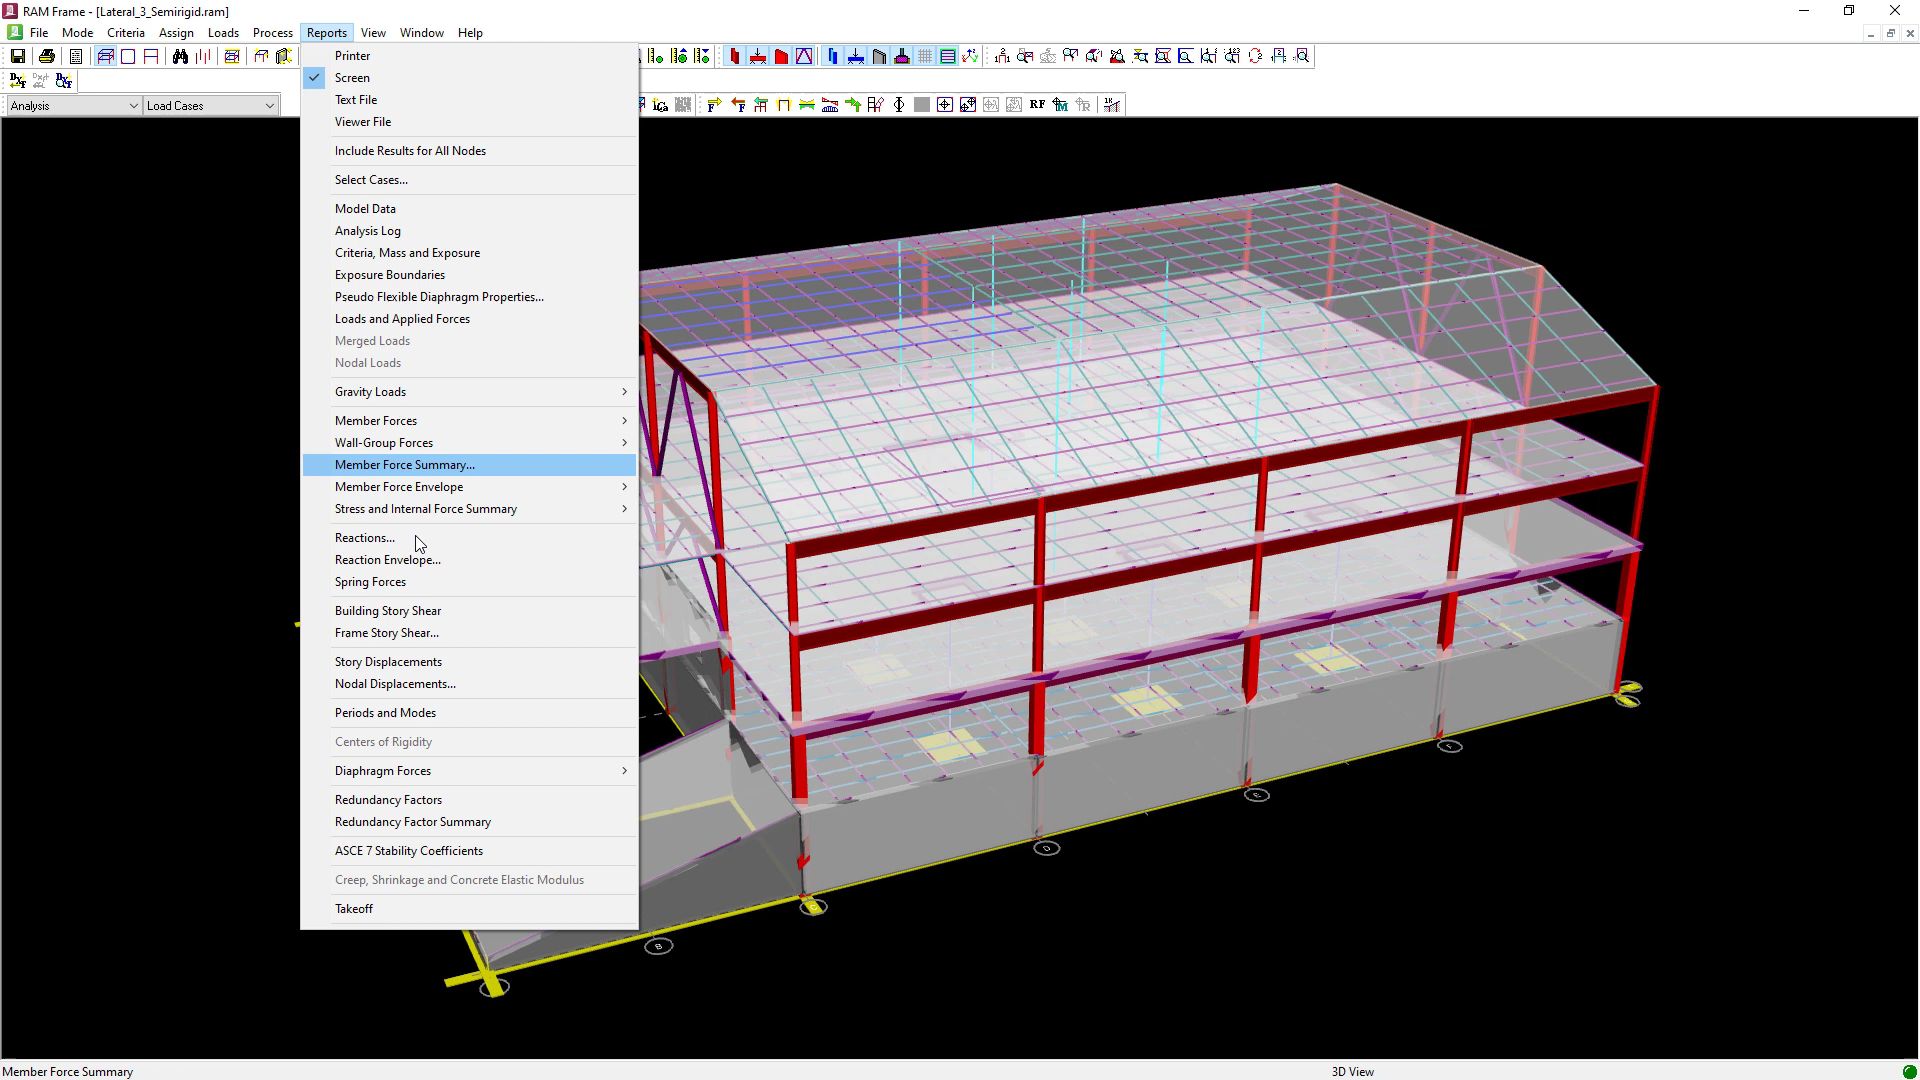 RAM Frame - [Lateral_3_Semirigid.ram]
File Mode Criteria Assign Loads Process Reports View Window Help
Analysis Load Cases
RF
Printer
Screen
Text File
Viewer File
Include Results for All Nodes
Select Cases...
Model Data
Analysis Log
Criteria, Mass and Exposure
Exposure Boundaries
Pseudo Flexible Diaphragm Properties...
Loads and Applied Forces
Merged Loads
Nodal Loads
Gravity Loads
Member Forces
Wall-Group Forces
Member Force Summary...
Member Force Envelope
Stress and Internal Force Summary
Reactions...
Reaction Envelope...
Spring Forces
Building Story Shear
Frame Story Shear...
Story Displacements
Nodal Displacements...
Periods and Modes
Centers of Rigidity
Diaphragm Forces
Redundancy Factors
Redundancy Factor Summary
ASCE 7 Stability Coefficients
Creep, Shrinkage and Concrete Elastic Modulus
Takeoff
F
E
D
B
Member Force Summary
3D View